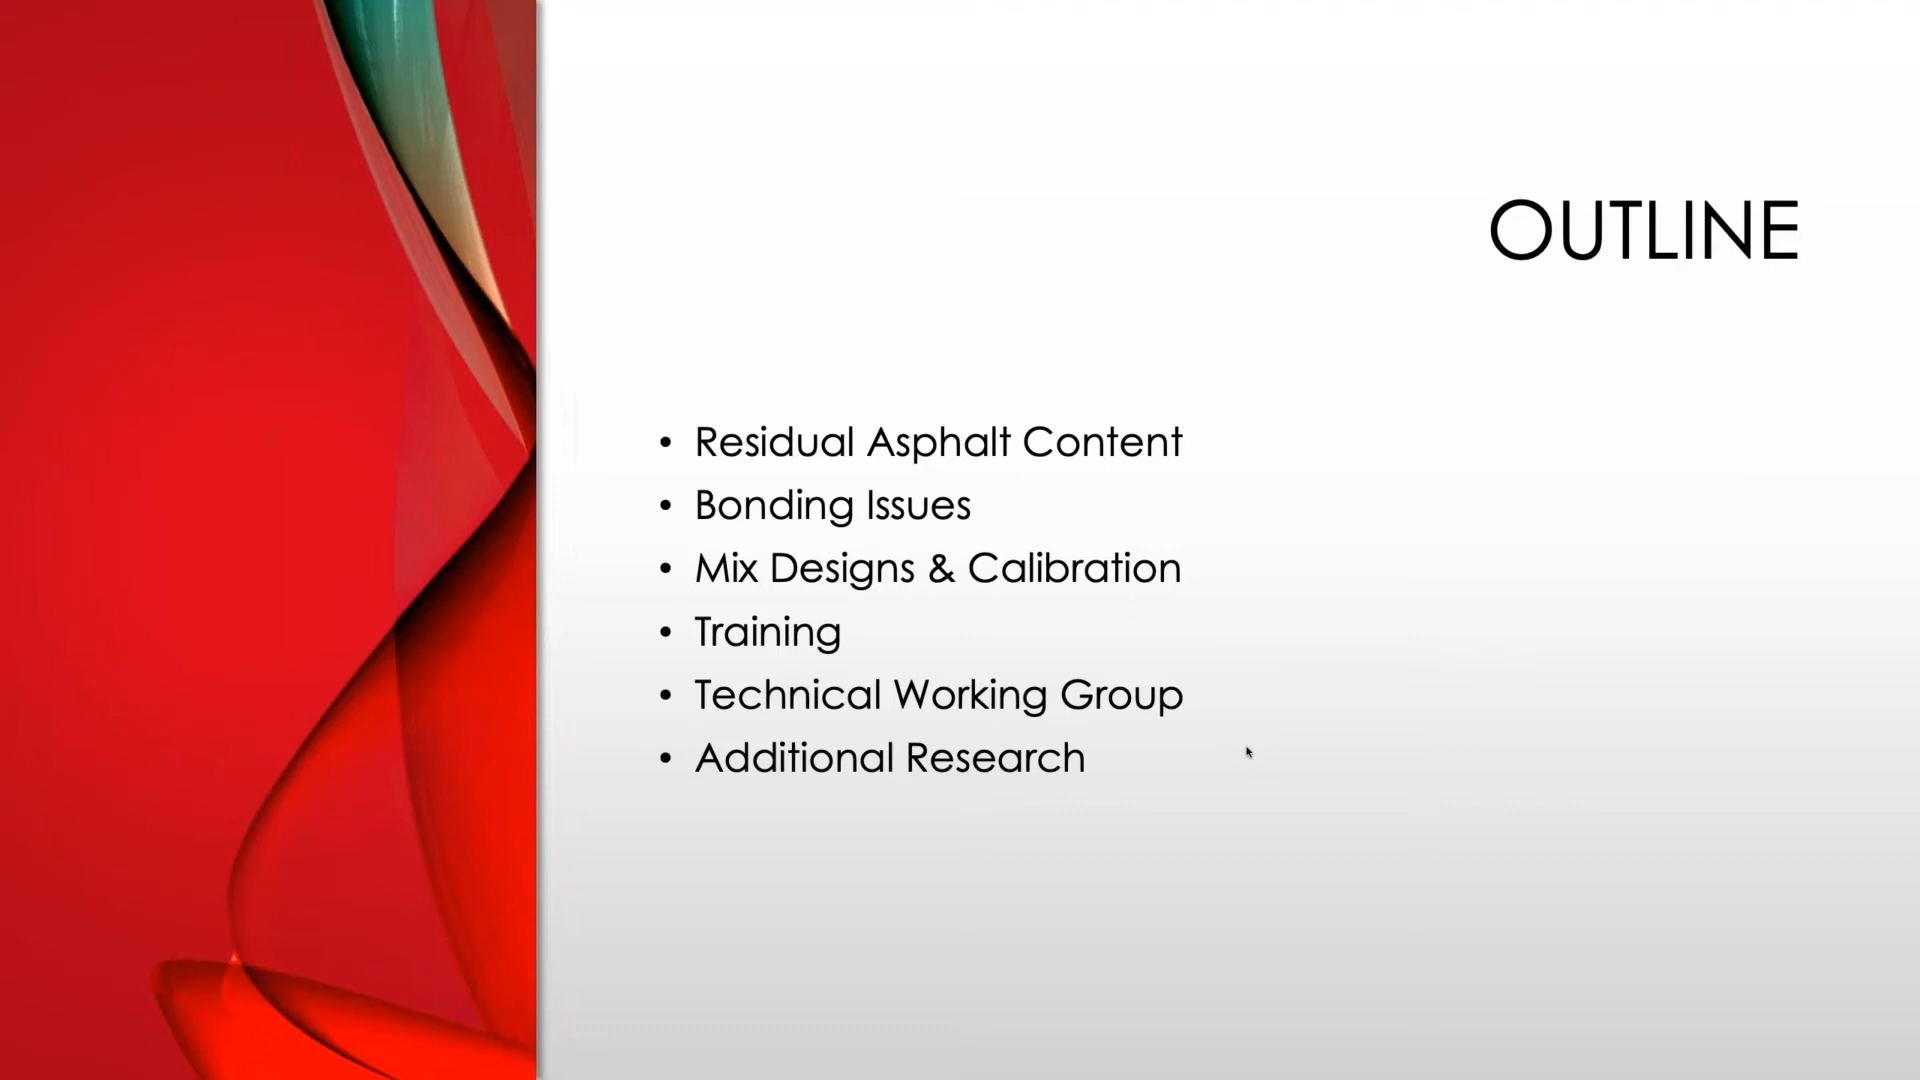 OUTLINE
• Residual Asphalt Content
• Bonding Issues
• Mix Designs & Calibration
• Training
• Technical Working Group
• Additional Research